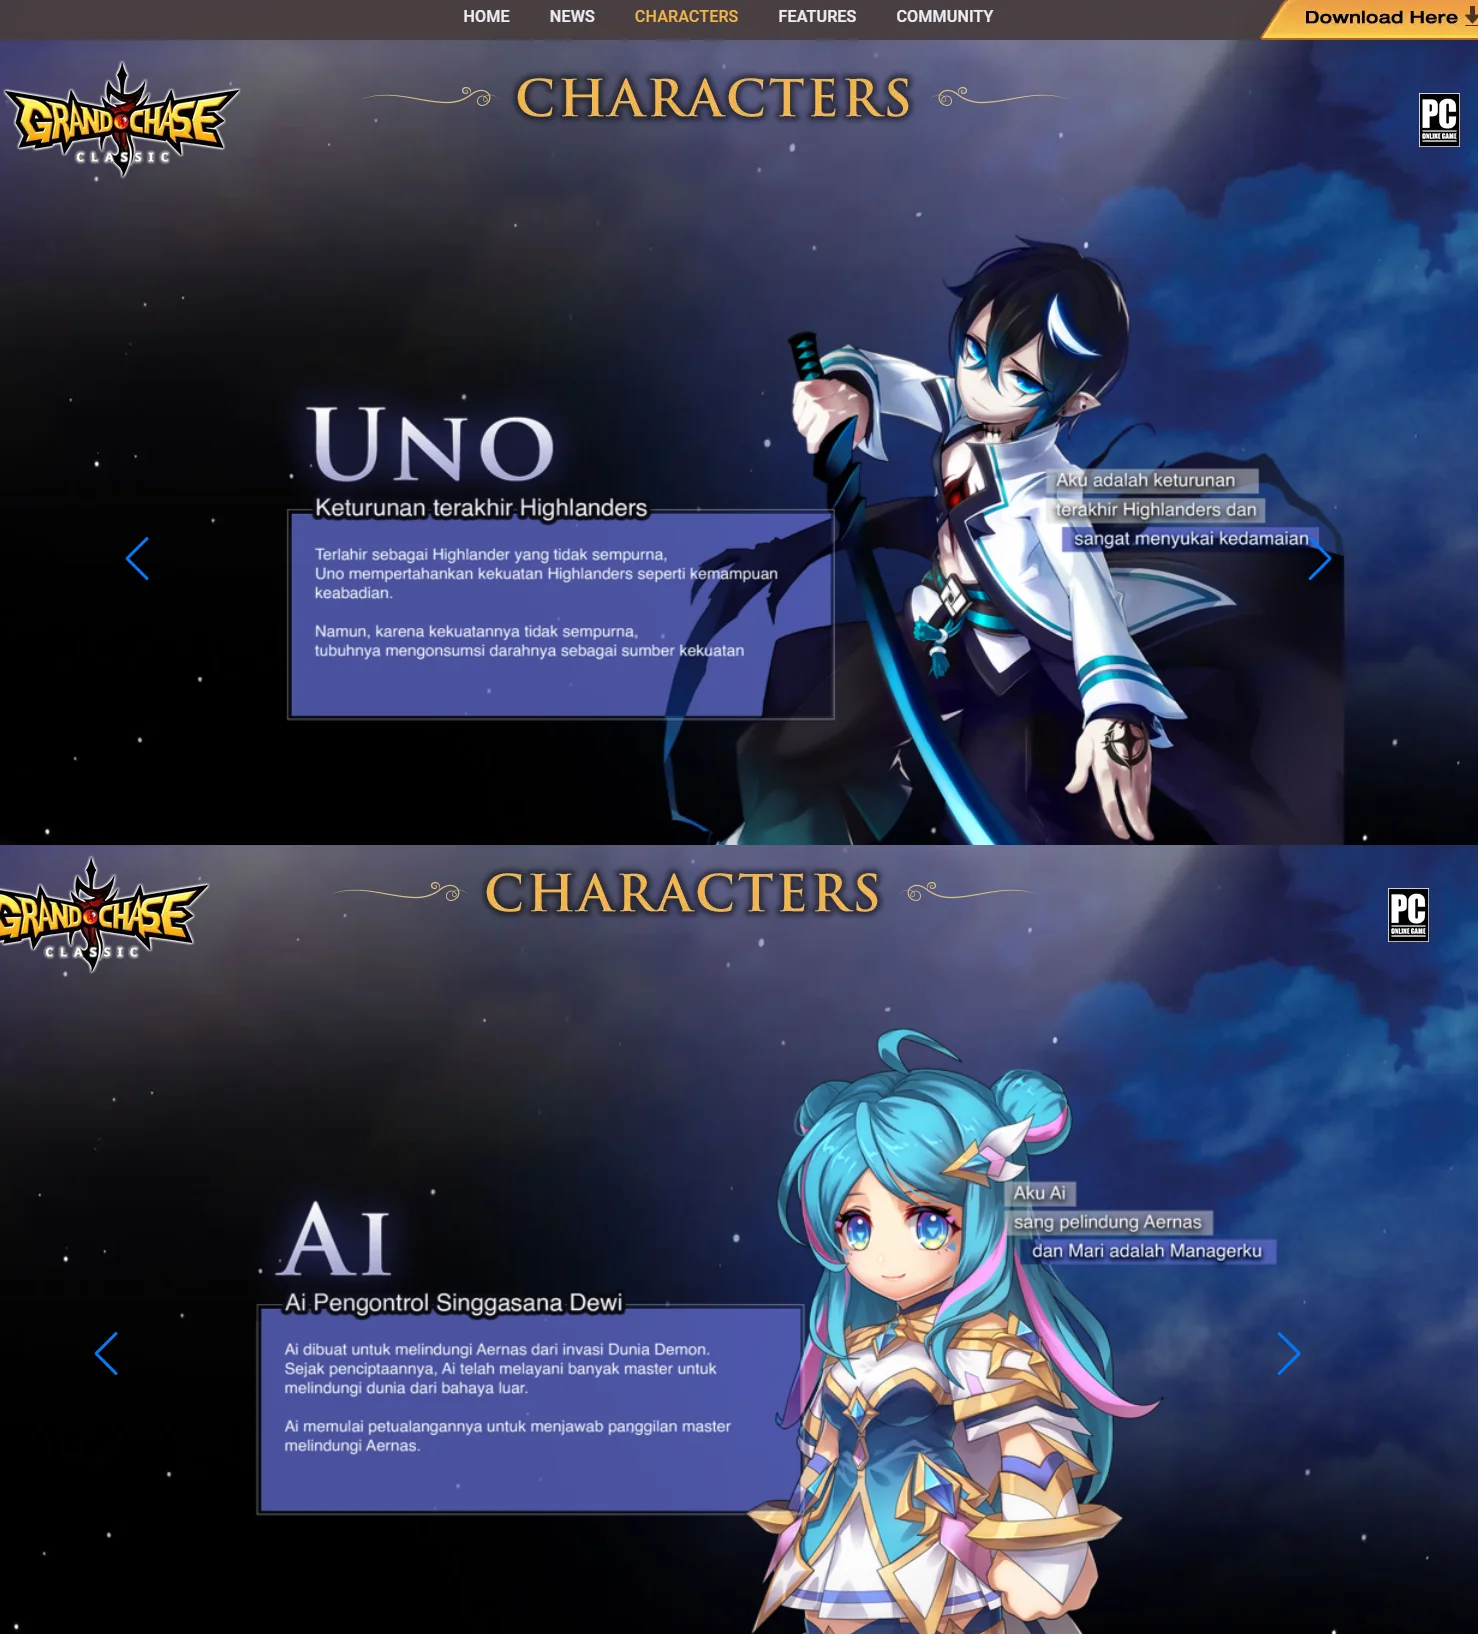 HOME NEWS CHARACTERS FEATURES COMMUNITY Download Here
GRANDCHASE
CLASSIC
CHARACTERS
PC
ONLINE GAME
UNO
Keturunan terakhir Highlanders
Terlahir sebagai Highlander yang tidak sempurna,
Uno mempertahankan kekuatan Highlanders seperti kemampuan
keabadian.
Namun, karena kekuatannya tidak sempurna,
tubuhnya mengonsumsi darahnya sebagai sumber kekuatan
Aku adalah keturunan
terakhir Highlanders dan
sangat menyukai kedamaian
GRANDCHASE
CLASSIC
CHARACTERS
PC
ONLINE GAME
AI
Ai Pengontrol Singgasana Dewi
Ai dibuat untuk melindungi Aernas dari invasi Dunia Demon.
Sejak penciptaannya, Ai telah melayani banyak master untuk
melindungi dunia dari bahaya luar.
Ai memulai petualangannya untuk menjawab panggilan master
melindungi Aernas.
Aku Ai
sang pelindung Aernas
dan Mari adalah Managerku